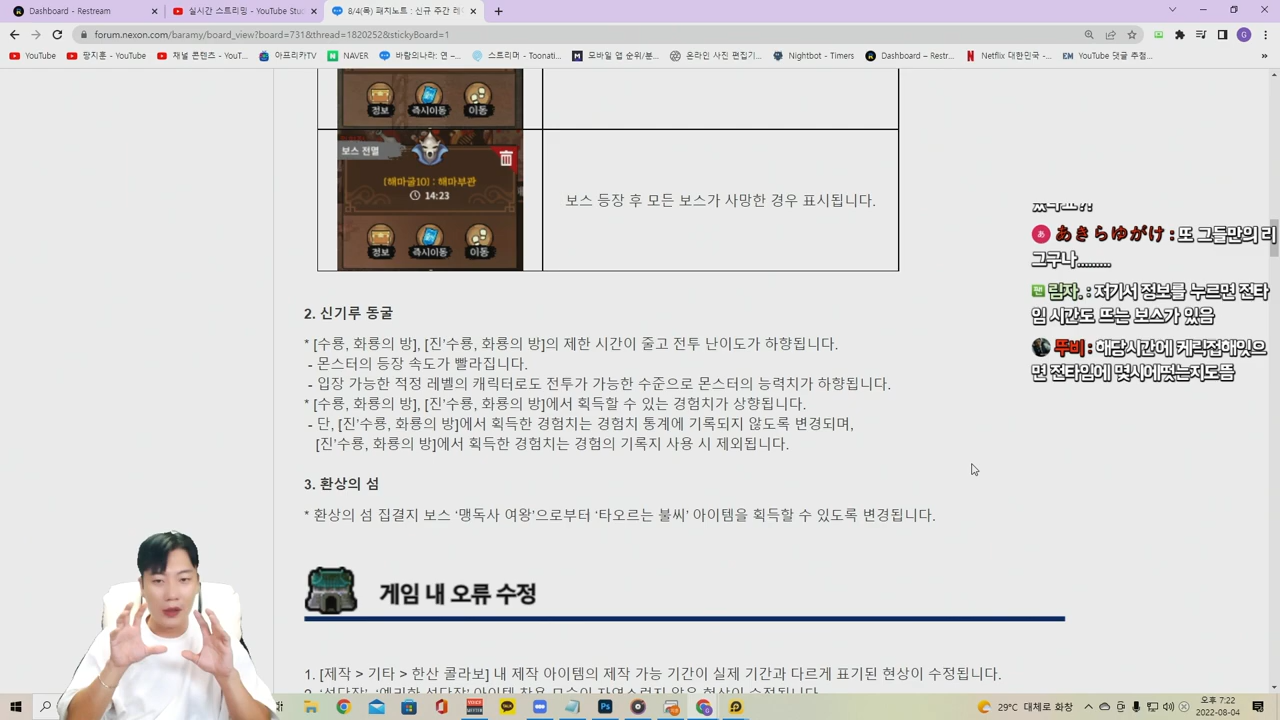 Dashboard - Restream
실시간 스트리밍 - YouTube Stu
8/4(목) 패치노트 : 신규 주간 레
forum.nexon.com/baramy/board_view?board=731&thread=1820252&stickyBoard=1
G
YouTube
팡지훈 - YouTube
채널 콘텐츠 - YouT...
아프리카TV
NAVER
바람의나라: 연 –...
스트리머 - Toonati...
모바일 앱 순위/분...
온라인 사진 편집기...
Nightbot - Timers
Dashboard – Restr...
Netflix 대한민국 -...
YouTube 댓글 추첨...
정보 즉시이동 이동
보스 전멸
[해마굴10] : 해마부관
14:23
정보 즉시이동 이동
보스 등장 후 모든 보스가 사망한 경우 표시됩니다.
2. 신기루 동굴
* [수룡, 화룡의 방], [진'수룡, 화룡의 방]의 제한 시간이 줄고 전투 난이도가 하향됩니다.
- 몬스터의 등장 속도가 빨라집니다.
- 입장 가능한 적정 레벨의 캐릭터로도 전투가 가능한 수준으로 몬스터의 능력치가 하향됩니다.
* [수룡, 화룡의 방], [진'수룡, 화룡의 방]에서 획득할 수 있는 경험치가 상향됩니다.
- 단, [진'수룡, 화룡의 방]에서 획득한 경험치는 경험치 통계에 기록되지 않도록 변경되며,
[진'수룡, 화룡의 방]에서 획득한 경험치는 경험의 기록지 사용 시 제외됩니다.
3. 환상의 섬
* 환상의 섬 집결지 보스 ‘맹독사 여왕’으로부터 ‘타오르는 불씨’ 아이템을 획득할 수 있도록 변경됩니다.
게임 내 오류 수정
1. [제작 > 기타 > 한산 콜라보] 내 제작 아이템의 제작 가능 기간이 실제 기간과 다르게 표기된 현상이 수정됩니다.
あきらゆがけ : 또 그들만의 리
그구나.........
림자. : 저기서 정보를 누르면 전타
임 시간도 뜨는 보스가 있음
뚜비 : 해당시간에 케릭접해잇으
면 전타임에 몇시에떳는지도뜸
29°C 대체로 화창
오후 7:22
2022-08-04